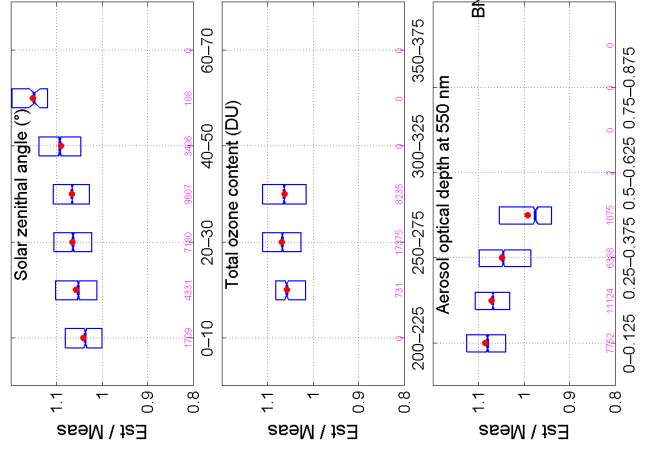 Solar zenithal angle (°)
Est / Meas
1.1
1
0.9
0.8
1709 4331 7180 9607 3406 108 0
0–10 20–30 40–50 60–70
Total ozone content (DU)
Est / Meas
1.1
1
0.9
0.8
0 731 17375 8235 0 0 0
200–225 250–275 300–325 350–375
Aerosol optical depth at 550 nm
Est / Meas
1.1
1
0.9
0.8
7752 11124 6388 1075 2 0 0 0
0–0.125 0.25–0.375 0.5–0.625 0.75–0.875